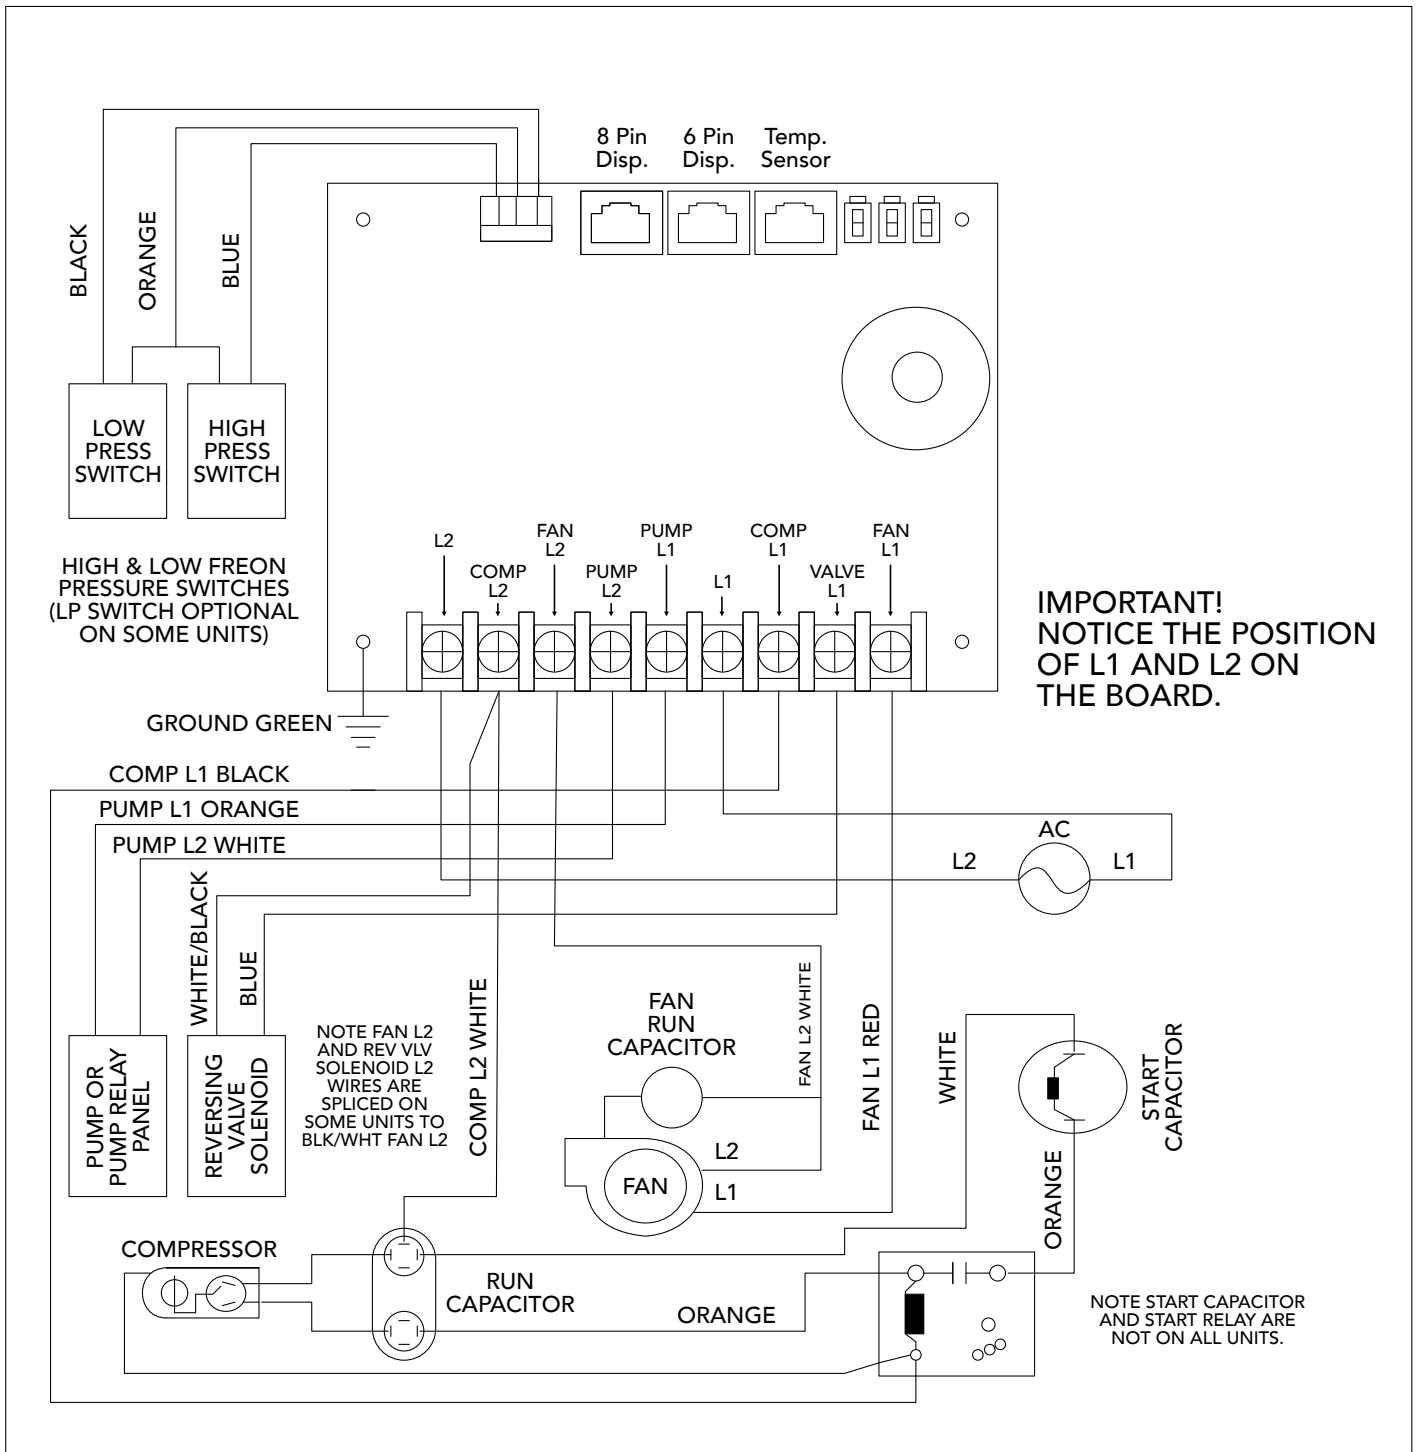 8 Pin
Disp.
6 Pin
Disp.
Temp.
Sensor
BLACK
ORANGE
BLUE
LOW
PRESS
SWITCH
HIGH
PRESS
SWITCH
HIGH & LOW FREON
PRESSURE SWITCHES
(LP SWITCH OPTIONAL
ON SOME UNITS)
L2
COMP
L2
FAN
L2
PUMP
L2
PUMP
L1
L1
COMP
L1
VALVE
L1
FAN
L1
IMPORTANT!
NOTICE THE POSITION
OF L1 AND L2 ON
THE BOARD.
GROUND GREEN
COMP L1 BLACK
PUMP L1 ORANGE
PUMP L2 WHITE
AC
L2
L1
WHITE/BLACK
BLUE
PUMP OR
PUMP RELAY
PANEL
REVERSING
VALVE
SOLENOID
NOTE FAN L2
AND REV VLV
SOLENOID L2
WIRES ARE
SPLICED ON
SOME UNITS TO
BLK/WHT FAN L2
COMP L2 WHITE
FAN
RUN
CAPACITOR
FAN L2 WHITE
FAN L1 RED
WHITE
START
CAPACITOR
L2
FAN
L1
ORANGE
COMPRESSOR
RUN
CAPACITOR
ORANGE
NOTE START CAPACITOR
AND START RELAY ARE
NOT ON ALL UNITS.